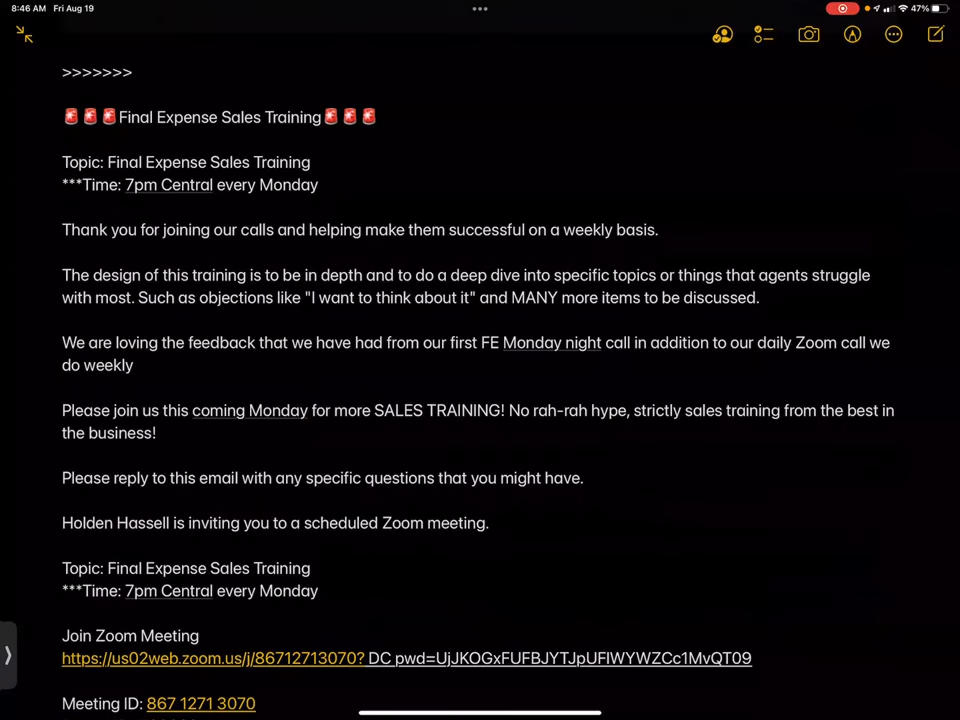 8:46 AM Fri Aug 19
47%
>>>>>>>
🚨🚨🚨Final Expense Sales Training🚨🚨🚨
Topic: Final Expense Sales Training
***Time: 7pm Central every Monday
Thank you for joining our calls and helping make them successful on a weekly basis.
The design of this training is to be in depth and to do a deep dive into specific topics or things that agents struggle
with most. Such as objections like "I want to think about it" and MANY more items to be discussed.
We are loving the feedback that we have had from our first FE Monday night call in addition to our daily Zoom call we
do weekly
Please join us this coming Monday for more SALES TRAINING! No rah-rah hype, strictly sales training from the best in
the business!
Please reply to this email with any specific questions that you might have.
Holden Hassell is inviting you to a scheduled Zoom meeting.
Topic: Final Expense Sales Training
***Time: 7pm Central every Monday
Join Zoom Meeting
https://us02web.zoom.us/j/86712713070? DC pwd=UjJKOGxFUFBJYTJpUFlWYWZCc1MvQT09
Meeting ID: 867 1271 3070